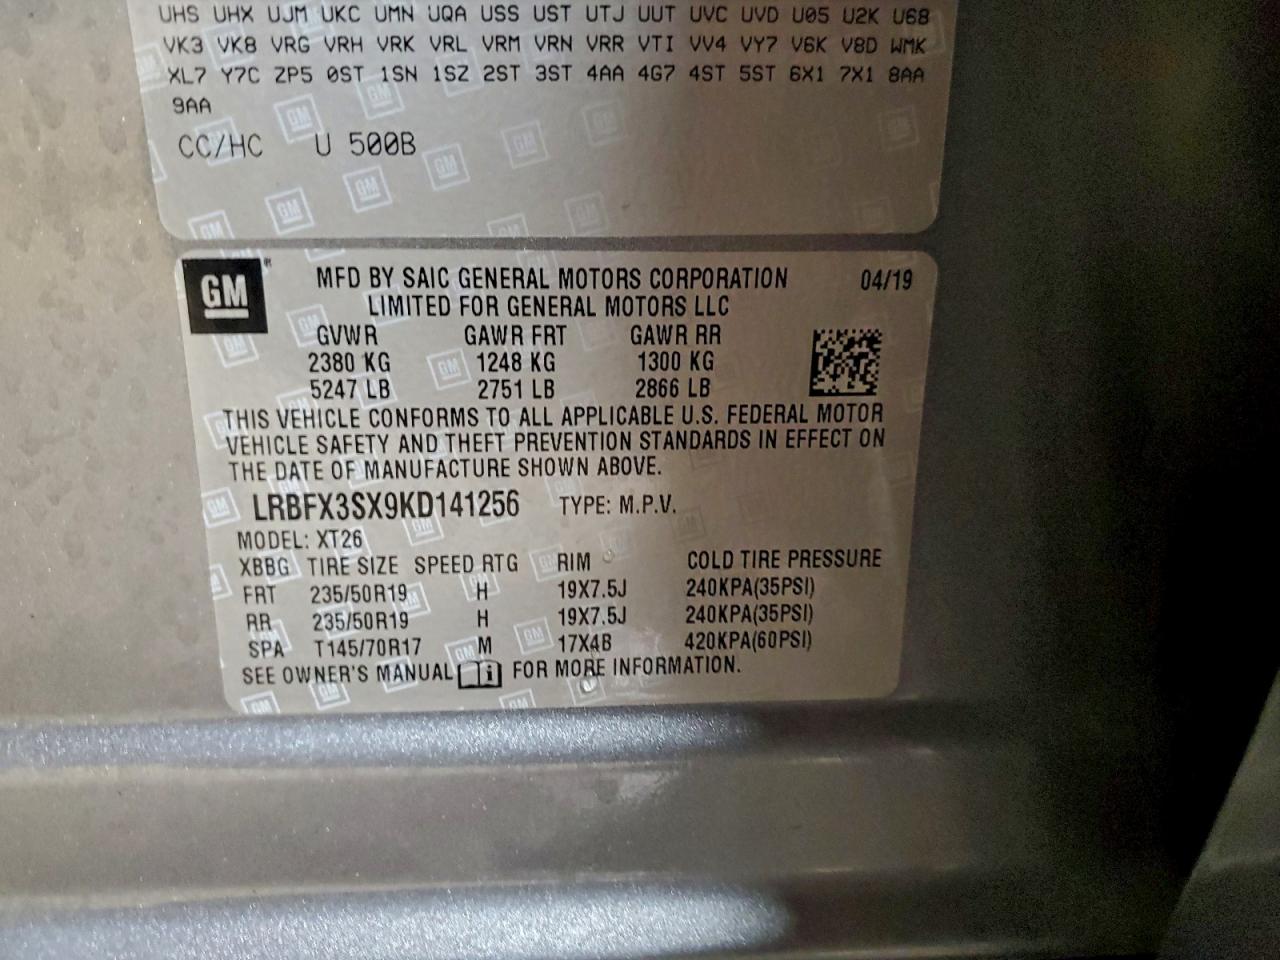 UHS UHX UJM UKC UMN UQA USS UST UTJ UUT UVC UVD U05 U2K U68
VK3 VK8 VRG VRH VRK VRL VRM VRN VRR VTI VV4 VY7 V6K V8D WMK
XL7 Y7C ZP5 0ST 1SN 1SZ 2ST 3ST 4AA 4G7 4ST 5ST 6X1 7X1 8AA
9AA
CC/HC U 500B
GM
MFD BY SAIC GENERAL MOTORS CORPORATION 04/19
LIMITED FOR GENERAL MOTORS LLC
GVWR GAWR FRT GAWR RR
2380 KG 1248 KG 1300 KG
5247 LB 2751 LB 2866 LB
THIS VEHICLE CONFORMS TO ALL APPLICABLE U.S. FEDERAL MOTOR
VEHICLE SAFETY AND THEFT PREVENTION STANDARDS IN EFFECT ON
THE DATE OF MANUFACTURE SHOWN ABOVE.
LRBFX3SX9KD141256 TYPE: M.P.V.
MODEL: XT26
XBBG TIRE SIZE SPEED RTG RIM COLD TIRE PRESSURE
FRT 235/50R19 H 19X7.5J 240KPA(35PSI)
RR 235/50R19 H 19X7.5J 240KPA(35PSI)
SPA T145/70R17 M 17X4B 420KPA(60PSI)
SEE OWNER'S MANUAL FOR MORE INFORMATION.